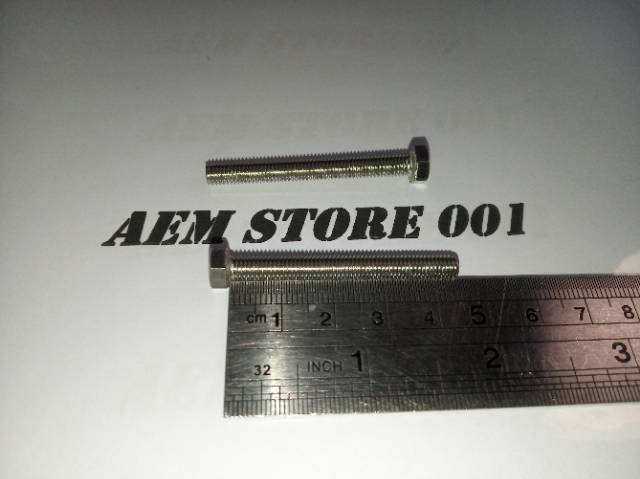 AEM STORE 001
cm 1 2 3 4 5 6 7 8
32 INCH 1 2 3